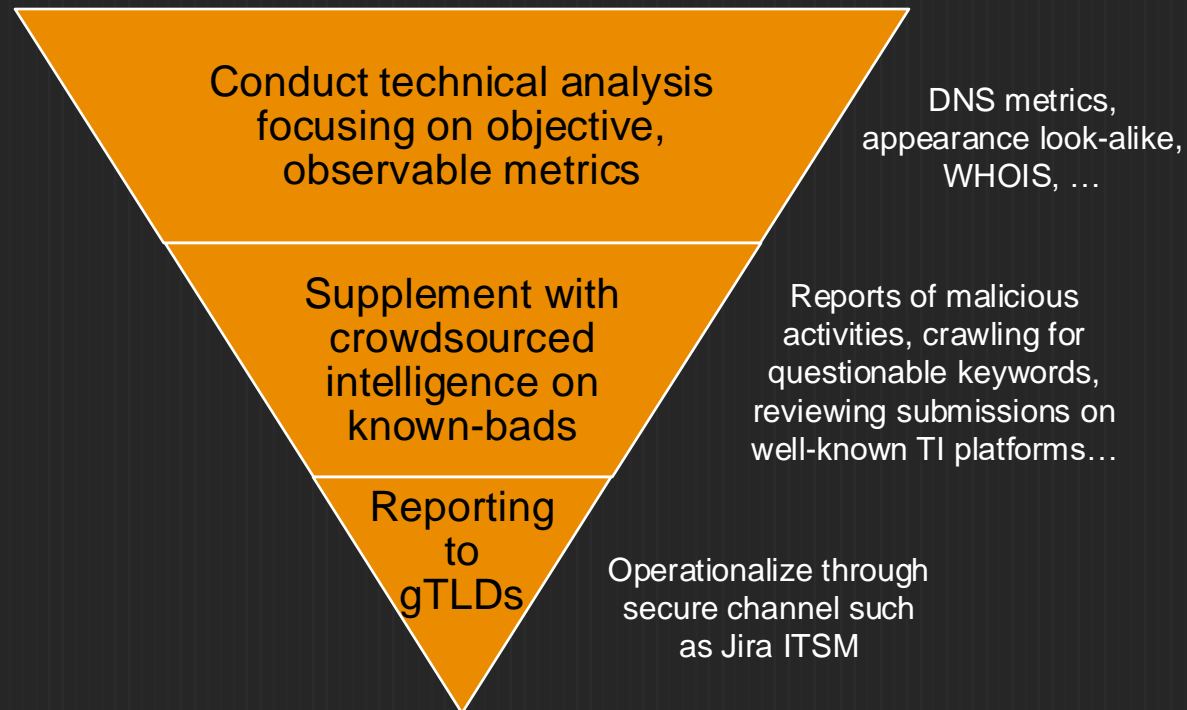 Conduct technical analysis
focusing on objective,
observable metrics
DNS metrics,
appearance look-alike,
WHOIS, …
Supplement with
crowdsourced
intelligence on
known-bads
Reports of malicious
activities, crawling for
questionable keywords,
reviewing submissions on
well-known TI platforms…
Reporting
to
gTLDs
Operationalize through
secure channel such
as Jira ITSM